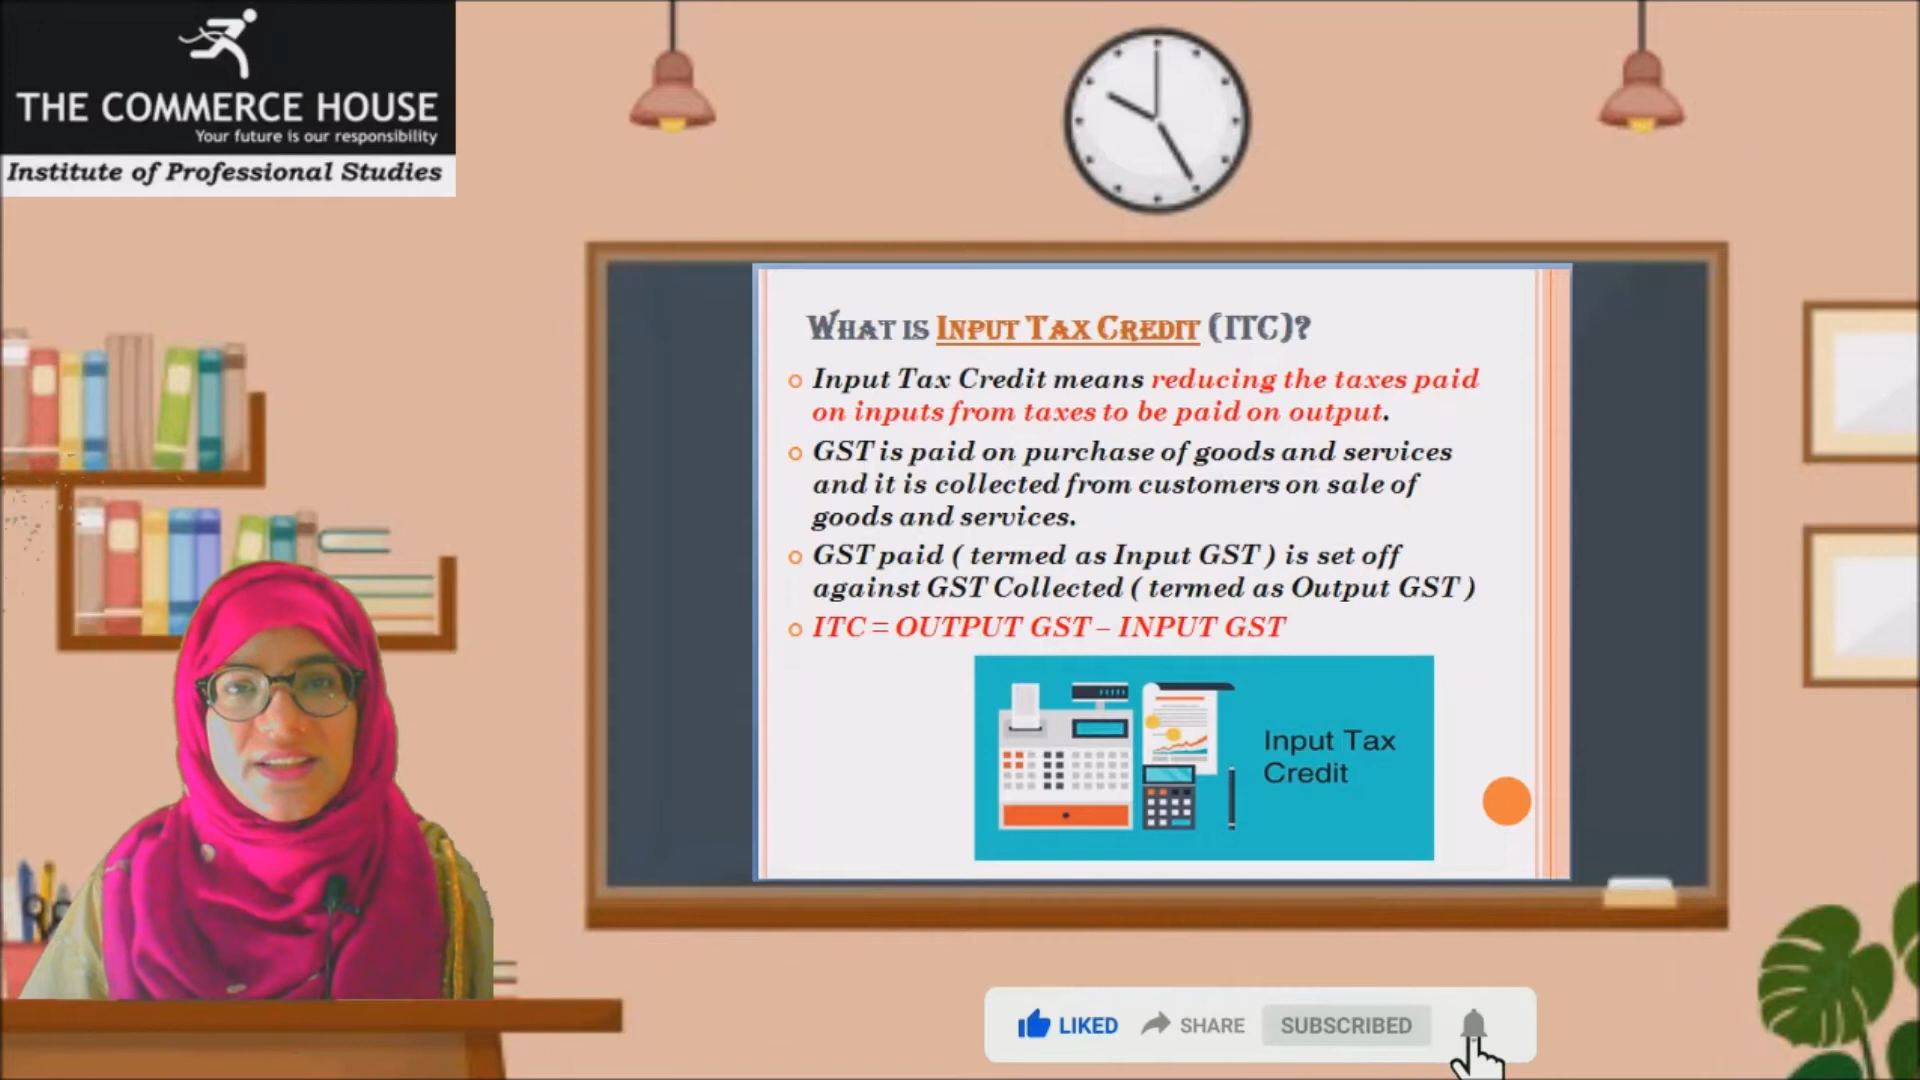 THE COMMERCE HOUSE
Your future is our responsibility
Institute of Professional Studies
WHAT IS INPUT TAX CREDIT (ITC)?
Input Tax Credit means reducing the taxes paid
on inputs from taxes to be paid on output.
GST is paid on purchase of goods and services
and it is collected from customers on sale of
goods and services.
GST paid ( termed as Input GST ) is set off
against GST Collected ( termed as Output GST )
ITC = OUTPUT GST – INPUT GST
Input Tax
Credit
LIKED SHARE SUBSCRIBED